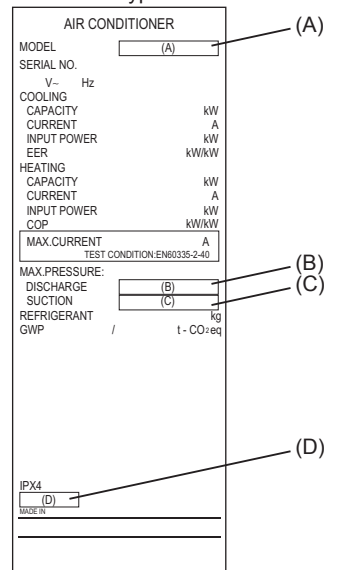 AIR CONDITIONER
MODEL (A) (A)
SERIAL NO.
V~ Hz
COOLING
CAPACITY kW
CURRENT A
INPUT POWER kW
EER kW/kW
HEATING
CAPACITY kW
CURRENT A
INPUT POWER kW
COP kW/kW
MAX.CURRENT A
TEST CONDITION:EN60335-2-40
MAX.PRESSURE:
DISCHARGE (B) (B)
SUCTION (C) (C)
REFRIGERANT kg
GWP / t - CO2eq
IPX4
(D) (D)
MADE IN